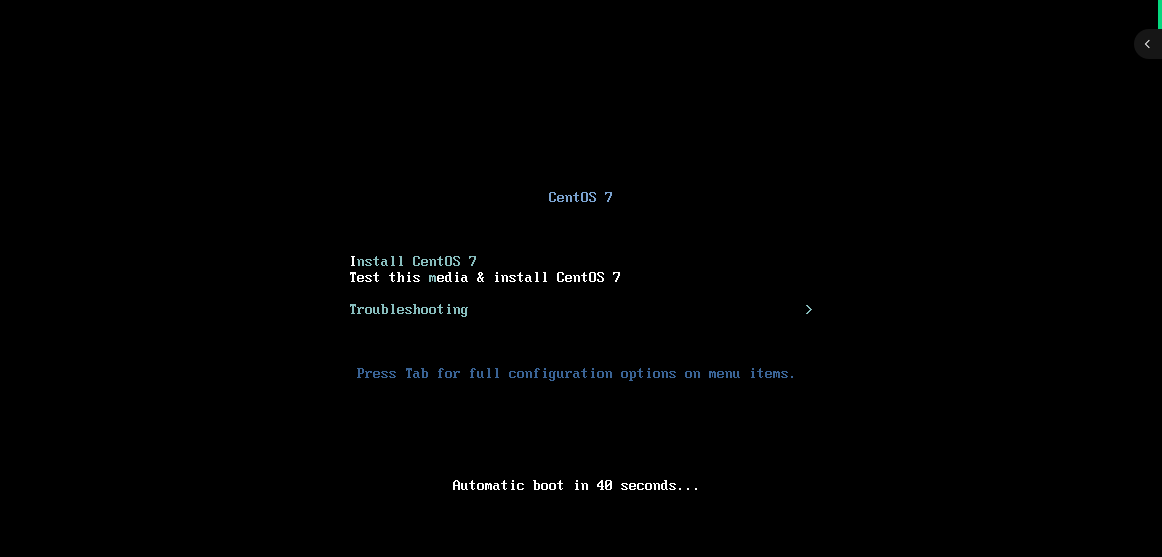 CentOS 7
Install CentOS 7
Test this media & install CentOS 7
Troubleshooting >
Press Tab for full configuration options on menu items.
Automatic boot in 40 seconds...